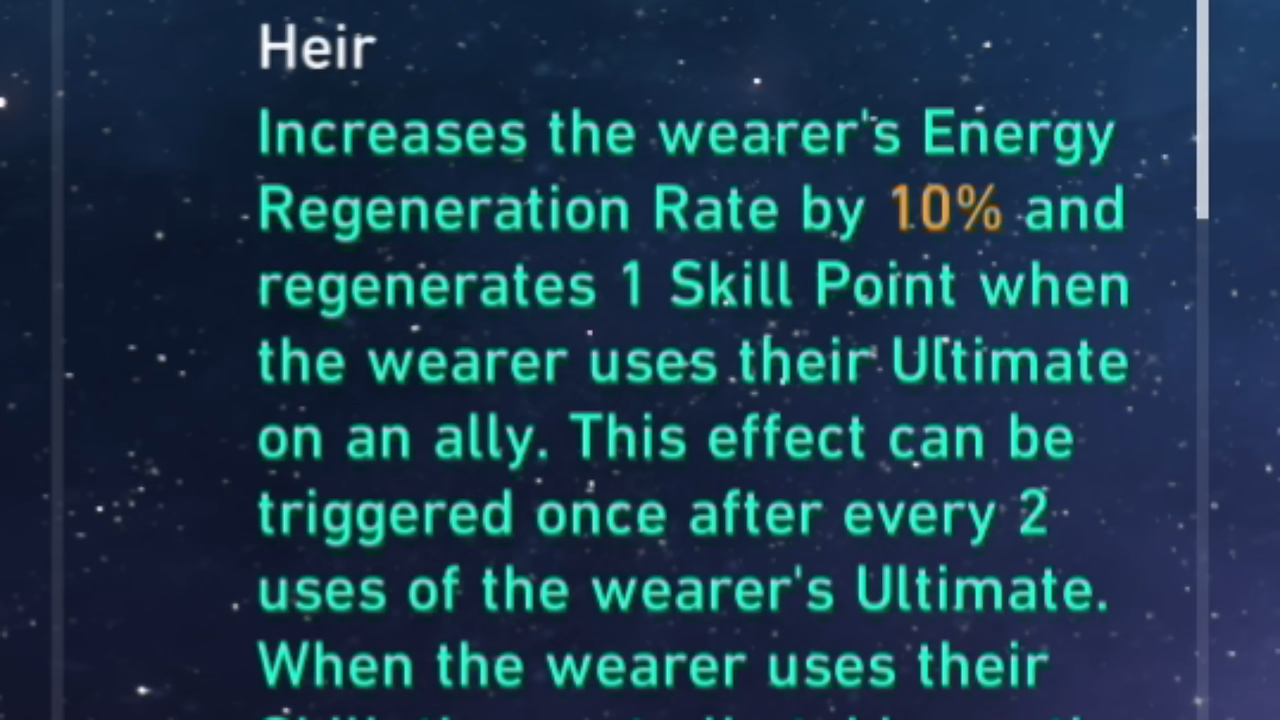 Heir
Increases the wearer's Energy
Regeneration Rate by 10% and
regenerates 1 Skill Point when
the wearer uses their Ultimate
on an ally. This effect can be
triggered once after every 2
uses of the wearer's Ultimate.
When the wearer uses their